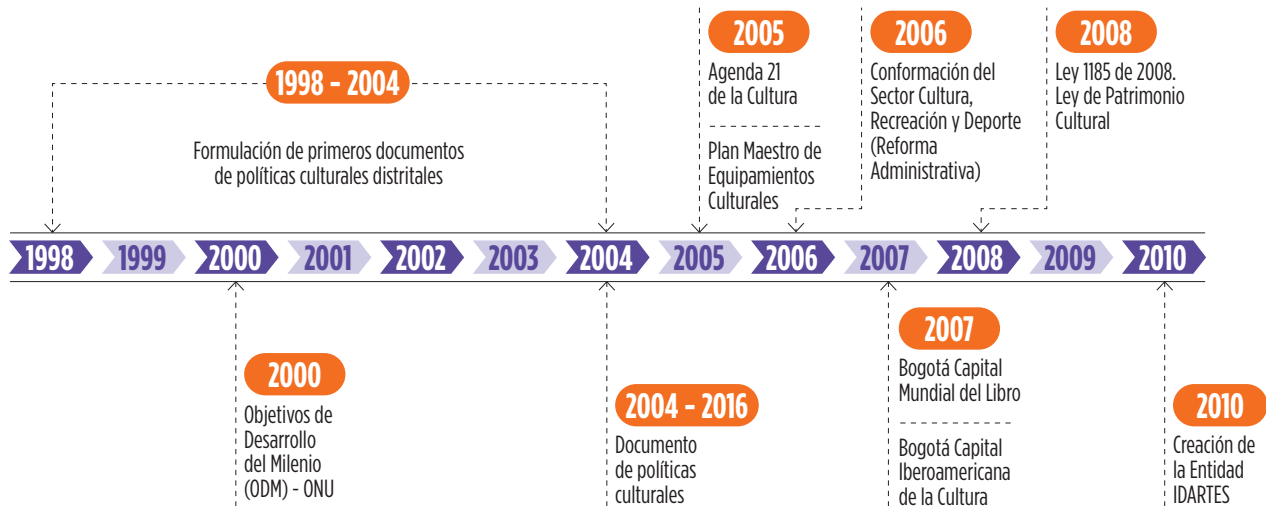 1998 - 2004
Formulación de primeros documentos
de políticas culturales distritales
2005
Agenda 21
de la Cultura
Plan Maestro de
Equipamientos
Culturales
2006
Conformación del
Sector Cultura,
Recreación y Deporte
(Reforma
Administrativa)
2008
Ley 1185 de 2008.
Ley de Patrimonio
Cultural
1998 1999 2000 2001 2002 2003 2004 2005 2006 2007 2008 2009 2010
2000
Objetivos de
Desarrollo
del Milenio
(ODM) - ONU
2004 - 2016
Documento
de políticas
culturales
2007
Bogotá Capital
Mundial del Libro
Bogotá Capital
Iberoamericana
de la Cultura
2010
Creación de
la Entidad
IDARTES